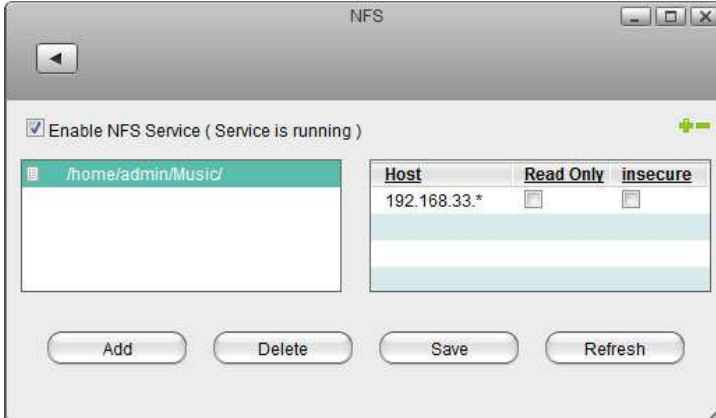 NFS
Enable NFS Service ( Service is running )
/home/admin/Music/
Host Read Only insecure
192.168.33.*
Add Delete Save Refresh